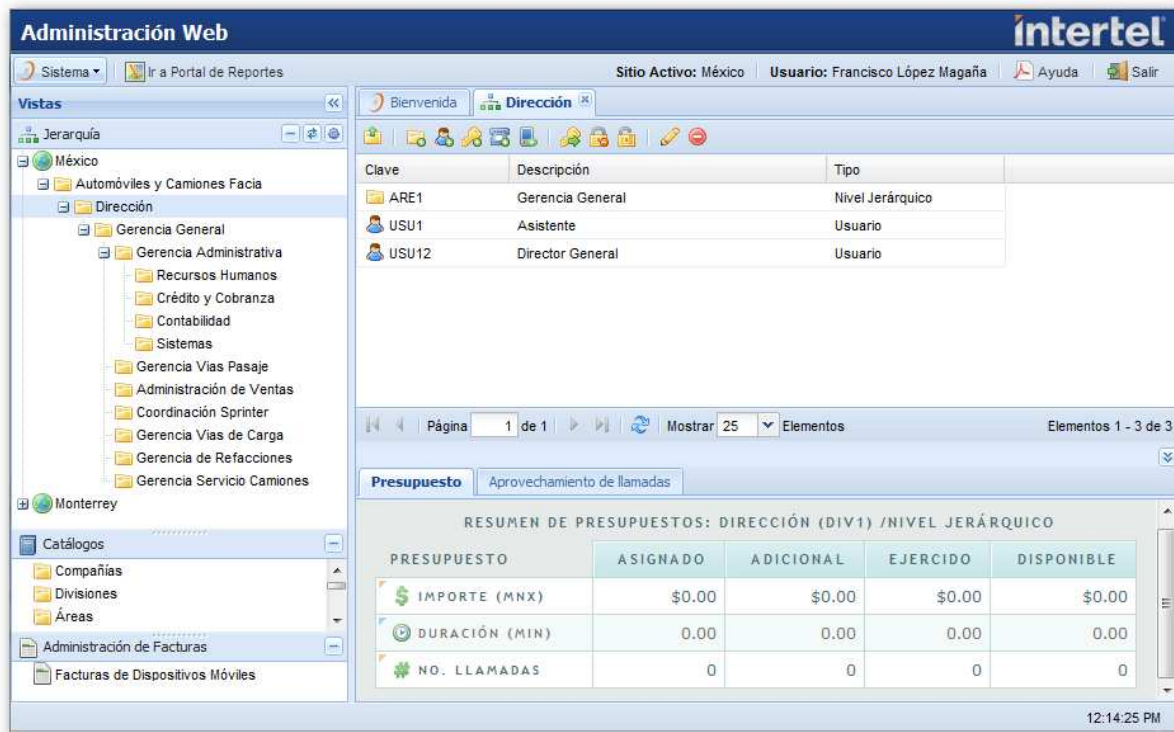 Administración Web
intertel
Sistema Ir a Portal de Reportes Sitio Activo: México Usuario: Francisco López Magaña Ayuda Salir
Vistas
Bienvenida Dirección
Jerarquía
México
Automóviles y Camiones Facia
Dirección
Gerencia General
Gerencia Administrativa
Recursos Humanos
Crédito y Cobranza
Contabilidad
Sistemas
Gerencia Vias Pasaje
Administración de Ventas
Coordinación Sprinter
Gerencia Vias de Carga
Gerencia de Refacciones
Gerencia Servicio Camiones
Monterrey
Catálogos
Compañías
Divisiones
Áreas
Administración de Facturas
Facturas de Dispositivos Móviles
Clave Descripción Tipo
ARE1 Gerencia General Nivel Jerárquico
USU1 Asistente Usuario
USU12 Director General Usuario
Página 1 de 1 Mostrar 25 Elementos Elementos 1 - 3 de 3
Presupuesto Aprovechamiento de llamadas
RESUMEN DE PRESUPUESTOS: DIRECCIÓN (DIV1) /NIVEL JERÁRQUICO
PRESUPUESTO ASIGNADO ADICIONAL EJERCIDO DISPONIBLE
IMPORTE (MNX) $0.00 $0.00 $0.00 $0.00
DURACIÓN (MIN) 0.00 0.00 0.00 0.00
NO. LLAMADAS 0 0 0 0
12:14:25 PM